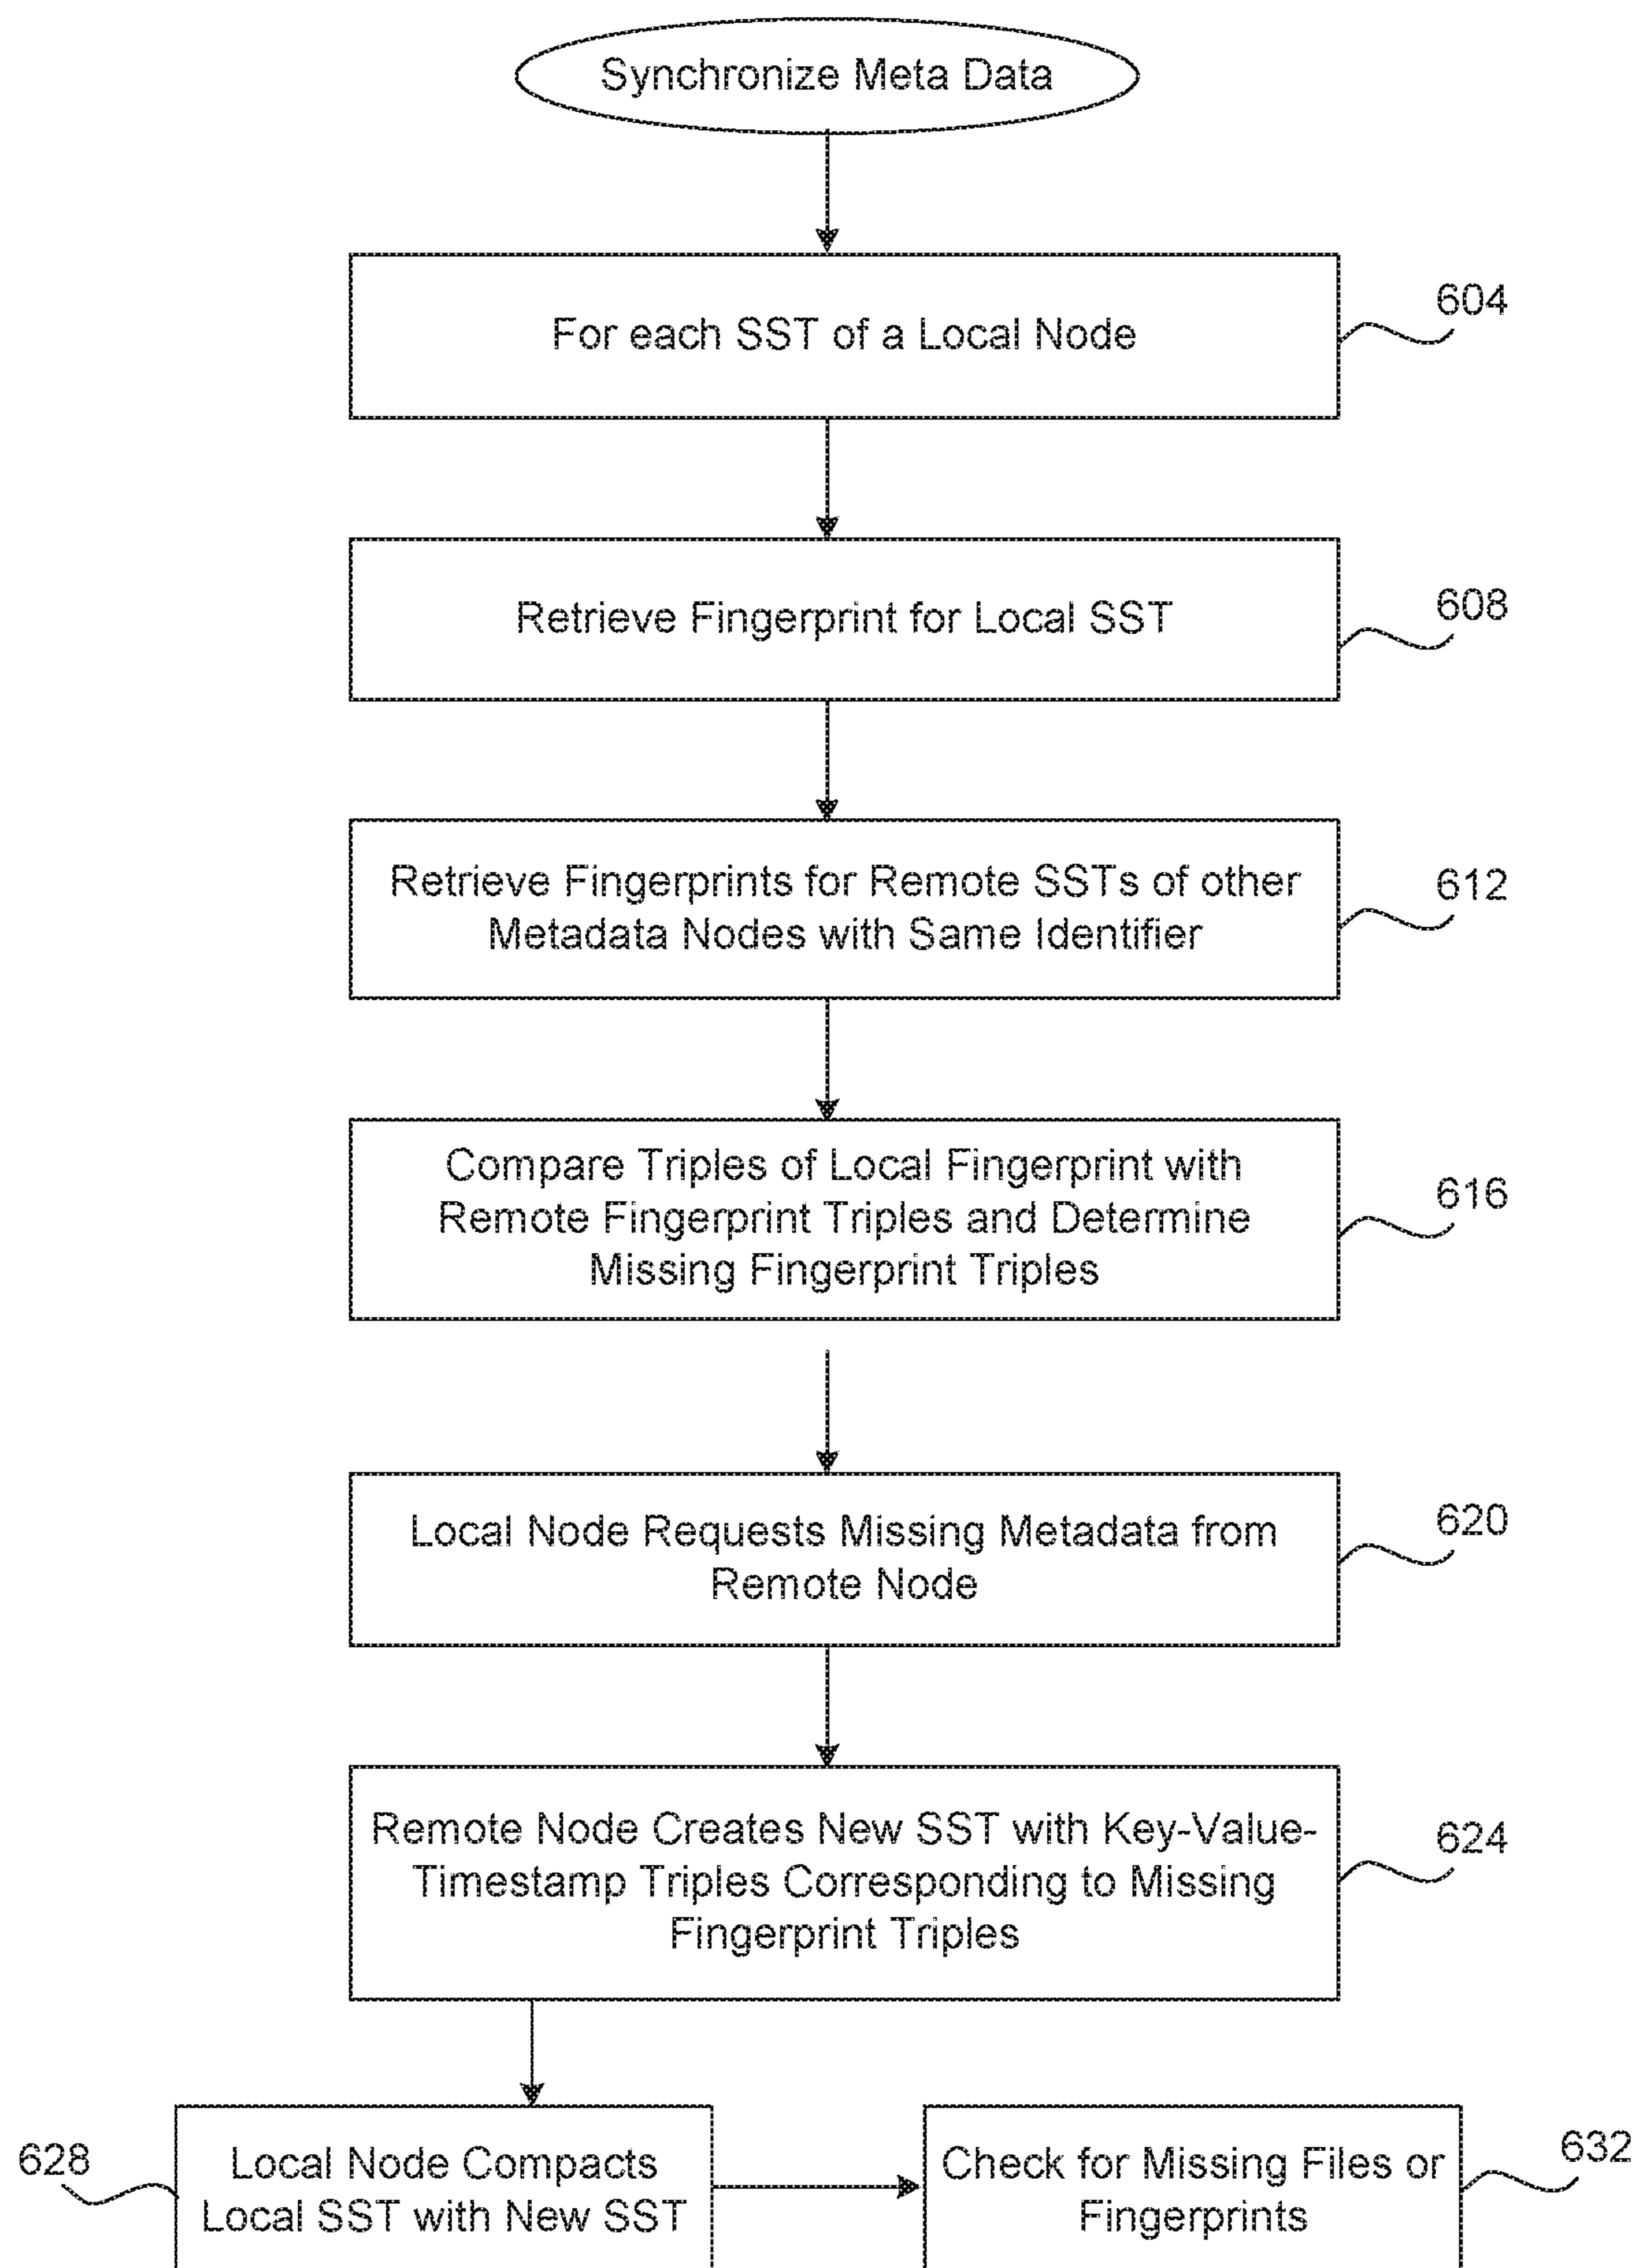 Synchronize Meta Data
For each SST of a Local Node
604
Retrieve Fingerprint for Local SST
608
Retrieve Fingerprints for Remote SSTs of other
Metadata Nodes with Same Identifier
612
Compare Triples of Local Fingerprint with
Remote Fingerprint Triples and Determine
Missing Fingerprint Triples
616
Local Node Requests Missing Metadata from
Remote Node
620
Remote Node Creates New SST with Key-Value-
Timestamp Triples Corresponding to Missing
Fingerprint Triples
624
628
Local Node Compacts
Local SST with New SST
Check for Missing Files or
Fingerprints
632